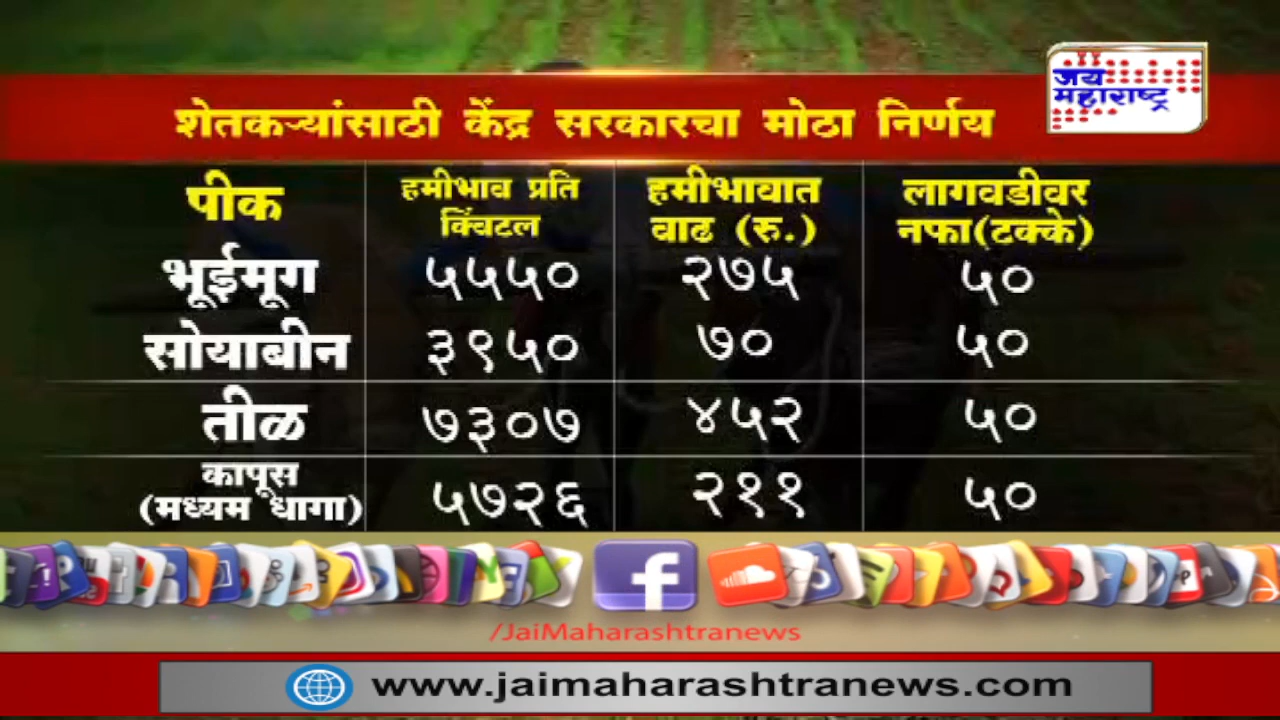 जय
महाराष्ट्र
शेतकऱ्यांसाठी केंद्र सरकारचा मोठा निर्णय
पीक हमीभाव प्रति क्विंटल हमीभावात वाढ (रु.) लागवडीवर नफा(टक्के)
भूईमूग ५५५० २७५ ५०
सोयाबीन ३९५० ७० ५०
तीळ ७३०७ ४५२ ५०
कापूस (मध्यम धागा) ५७२६ २११ ५०
/JaiMaharashtranews
www.jaimaharashtranews.com